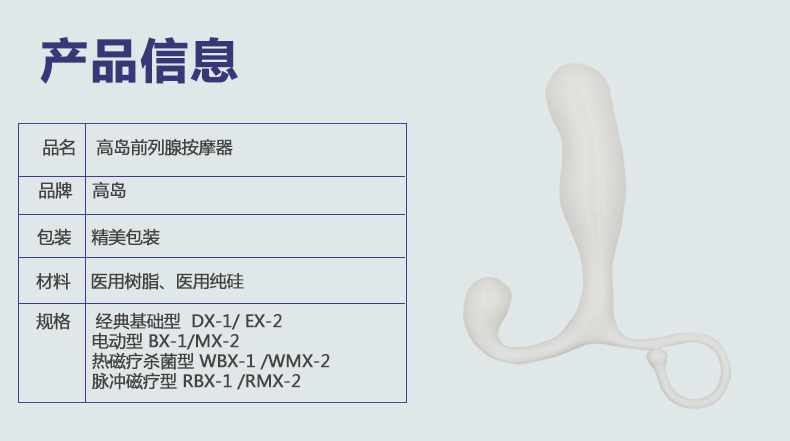 产品信息
品名 高岛前列腺按摩器
品牌 高岛
包装 精美包装
材料 医用树脂、医用纯硅
规格 经典基础型 DX-1/ EX-2
电动型 BX-1/MX-2
热磁疗杀菌型 WBX-1 /WMX-2
脉冲磁疗型 RBX-1 /RMX-2